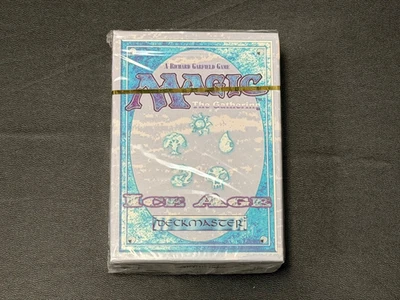 A Richard Garfield Game
Magic
The Gathering
Ice Age
Deckmaster